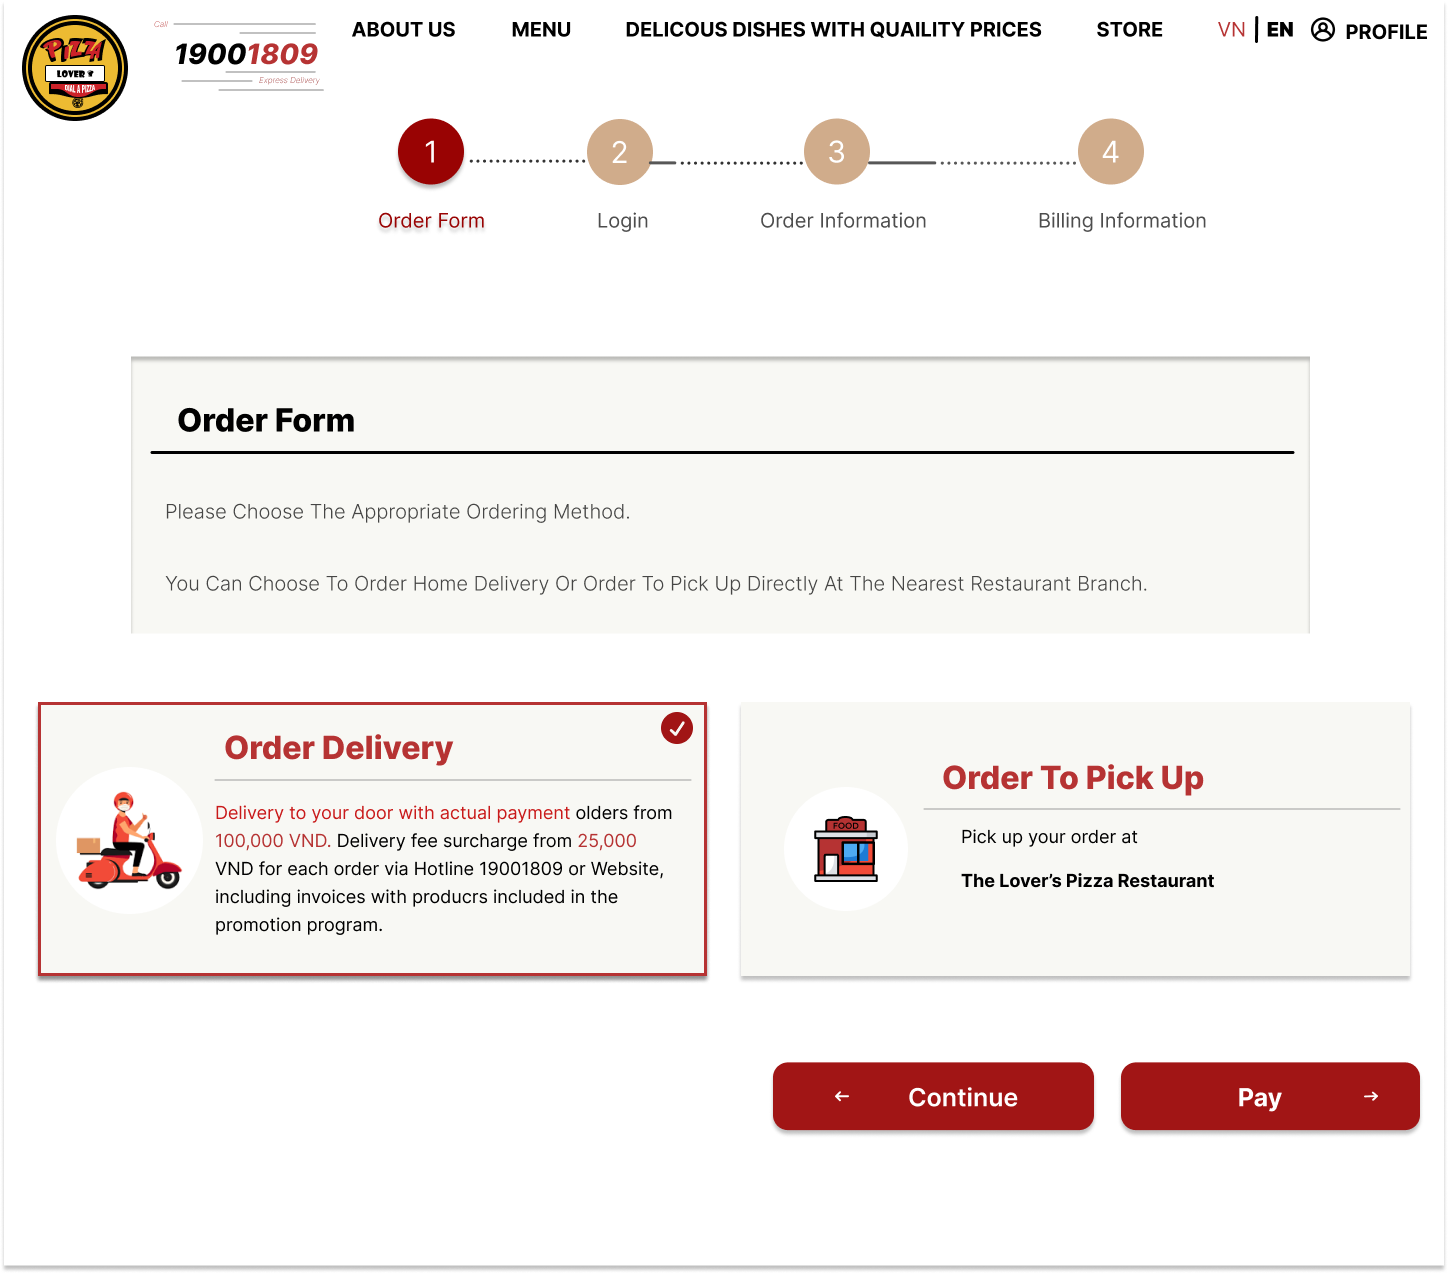 PIZZA
LOVER
DIAL A PIZZA
Call
19001809
Express Delivery
ABOUT US
MENU
DELICOUS DISHES WITH QUAILITY PRICES
STORE
VN | EN
PROFILE
1
2
3
4
Order Form
Login
Order Information
Billing Information
Order Form
Please Choose The Appropriate Ordering Method.
You Can Choose To Order Home Delivery Or Order To Pick Up Directly At The Nearest Restaurant Branch.
Order Delivery
Delivery to your door with actual payment olders from
100,000 VND. Delivery fee surcharge from 25,000
VND for each order via Hotline 19001809 or Website,
including invoices with producrs included in the
promotion program.
Order To Pick Up
FOOD
Pick up your order at
The Lover’s Pizza Restaurant
← Continue
Pay →